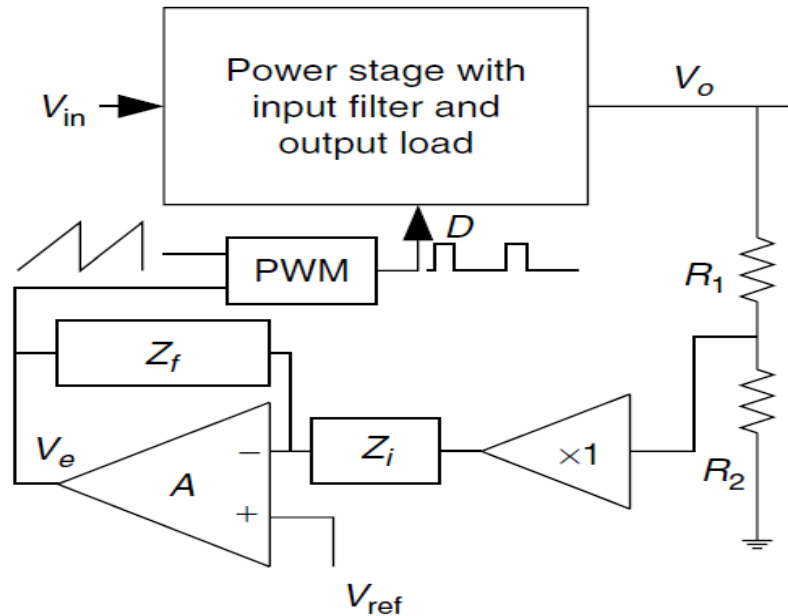 Power stage with
input filter and
output load
V_in
V_o
D
PWM
R_1
Z_f
V_e
A
−
+
Z_i
×1
R_2
V_ref